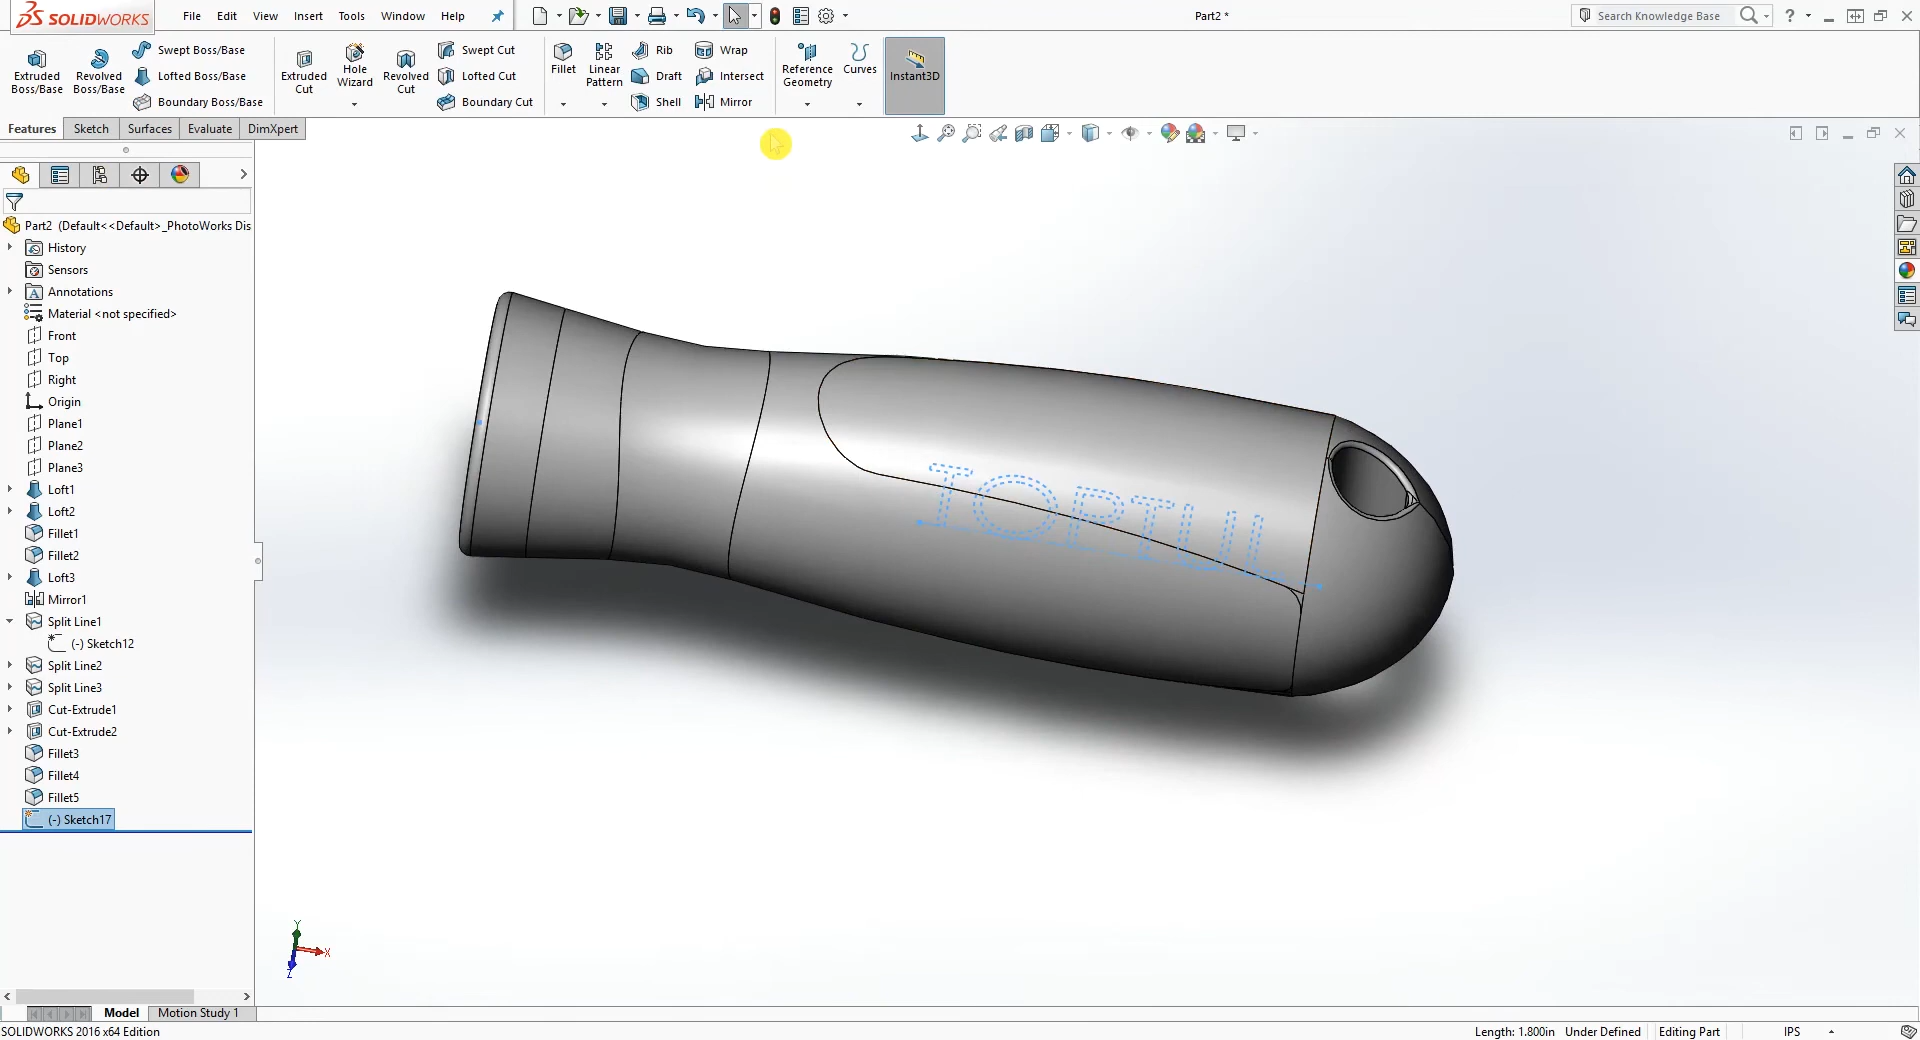 SOLIDWORKS
File Edit View Insert Tools Window Help
Part2 *
Search Knowledge Base
?
Extruded Boss/Base
Revolved Boss/Base
Swept Boss/Base
Lofted Boss/Base
Boundary Boss/Base
Extruded Cut
Hole Wizard
Revolved Cut
Swept Cut
Lofted Cut
Boundary Cut
Fillet
Linear Pattern
Rib
Draft
Shell
Wrap
Intersect
Mirror
Reference Geometry
Curves
Instant3D
Features Sketch Surfaces Evaluate DimXpert
Part2 (Default<<Default>_PhotoWorks Dis
History
Sensors
Annotations
Material <not specified>
Front
Top
Right
Origin
Plane1
Plane2
Plane3
Loft1
Loft2
Fillet1
Fillet2
Loft3
Mirror1
Split Line1
(-) Sketch12
Split Line2
Split Line3
Cut-Extrude1
Cut-Extrude2
Fillet3
Fillet4
Fillet5
(-) Sketch17
TOPTUL
Y
X
Z
Model Motion Study 1
SOLIDWORKS 2016 x64 Edition
Length: 1.800in Under Defined Editing Part IPS